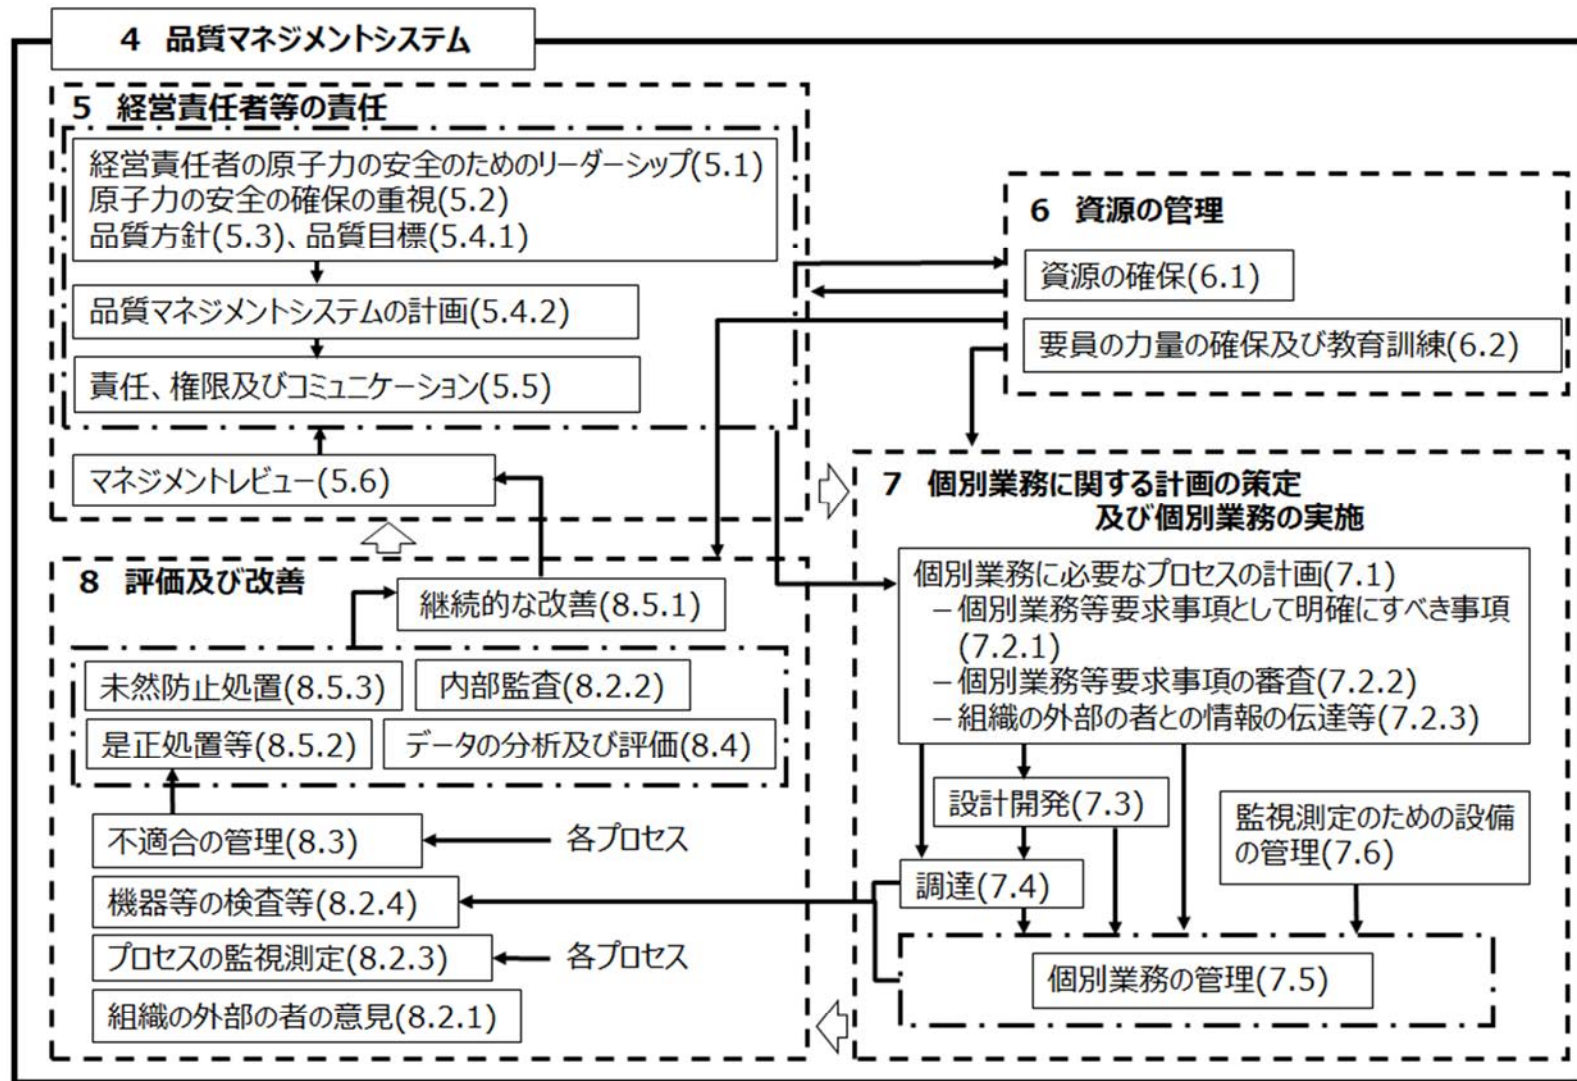 4 品質マネジメントシステム
5 経営責任者等の責任
経営責任者の原子力の安全のためのリーダーシップ(5.1)
原子力の安全の確保の重視(5.2)
品質方針(5.3)、品質目標(5.4.1)
品質マネジメントシステムの計画(5.4.2)
責任、権限及びコミュニケーション(5.5)
マネジメントレビュー(5.6)
6 資源の管理
資源の確保(6.1)
要員の力量の確保及び教育訓練(6.2)
7 個別業務に関する計画の策定
及び個別業務の実施
個別業務に必要なプロセスの計画(7.1)
－個別業務等要求事項として明確にすべき事項
(7.2.1)
－個別業務等要求事項の審査(7.2.2)
－組織の外部の者との情報の伝達等(7.2.3)
設計開発(7.3)
監視測定のための設備
の管理(7.6)
調達(7.4)
個別業務の管理(7.5)
8 評価及び改善
継続的な改善(8.5.1)
未然防止処置(8.5.3)
内部監査(8.2.2)
是正処置等(8.5.2)
データの分析及び評価(8.4)
不適合の管理(8.3)
各プロセス
機器等の検査等(8.2.4)
プロセスの監視測定(8.2.3)
各プロセス
組織の外部の者の意見(8.2.1)